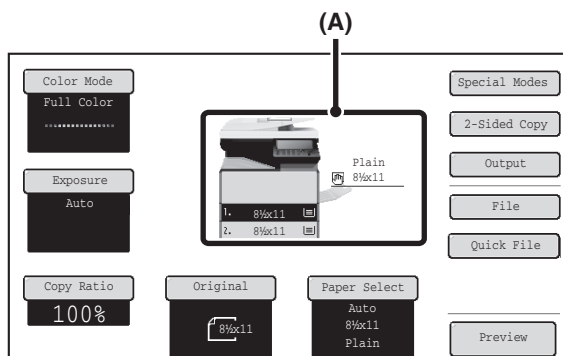 (A)
Color Mode
Full Color
Exposure
Auto
Copy Ratio
100%
Plain
8½x11
1. 8½x11
2. 8½x11
Original
8½x11
Paper Select
Auto
8½x11
Plain
Special Modes
2-Sided Copy
Output
File
Quick File
Preview